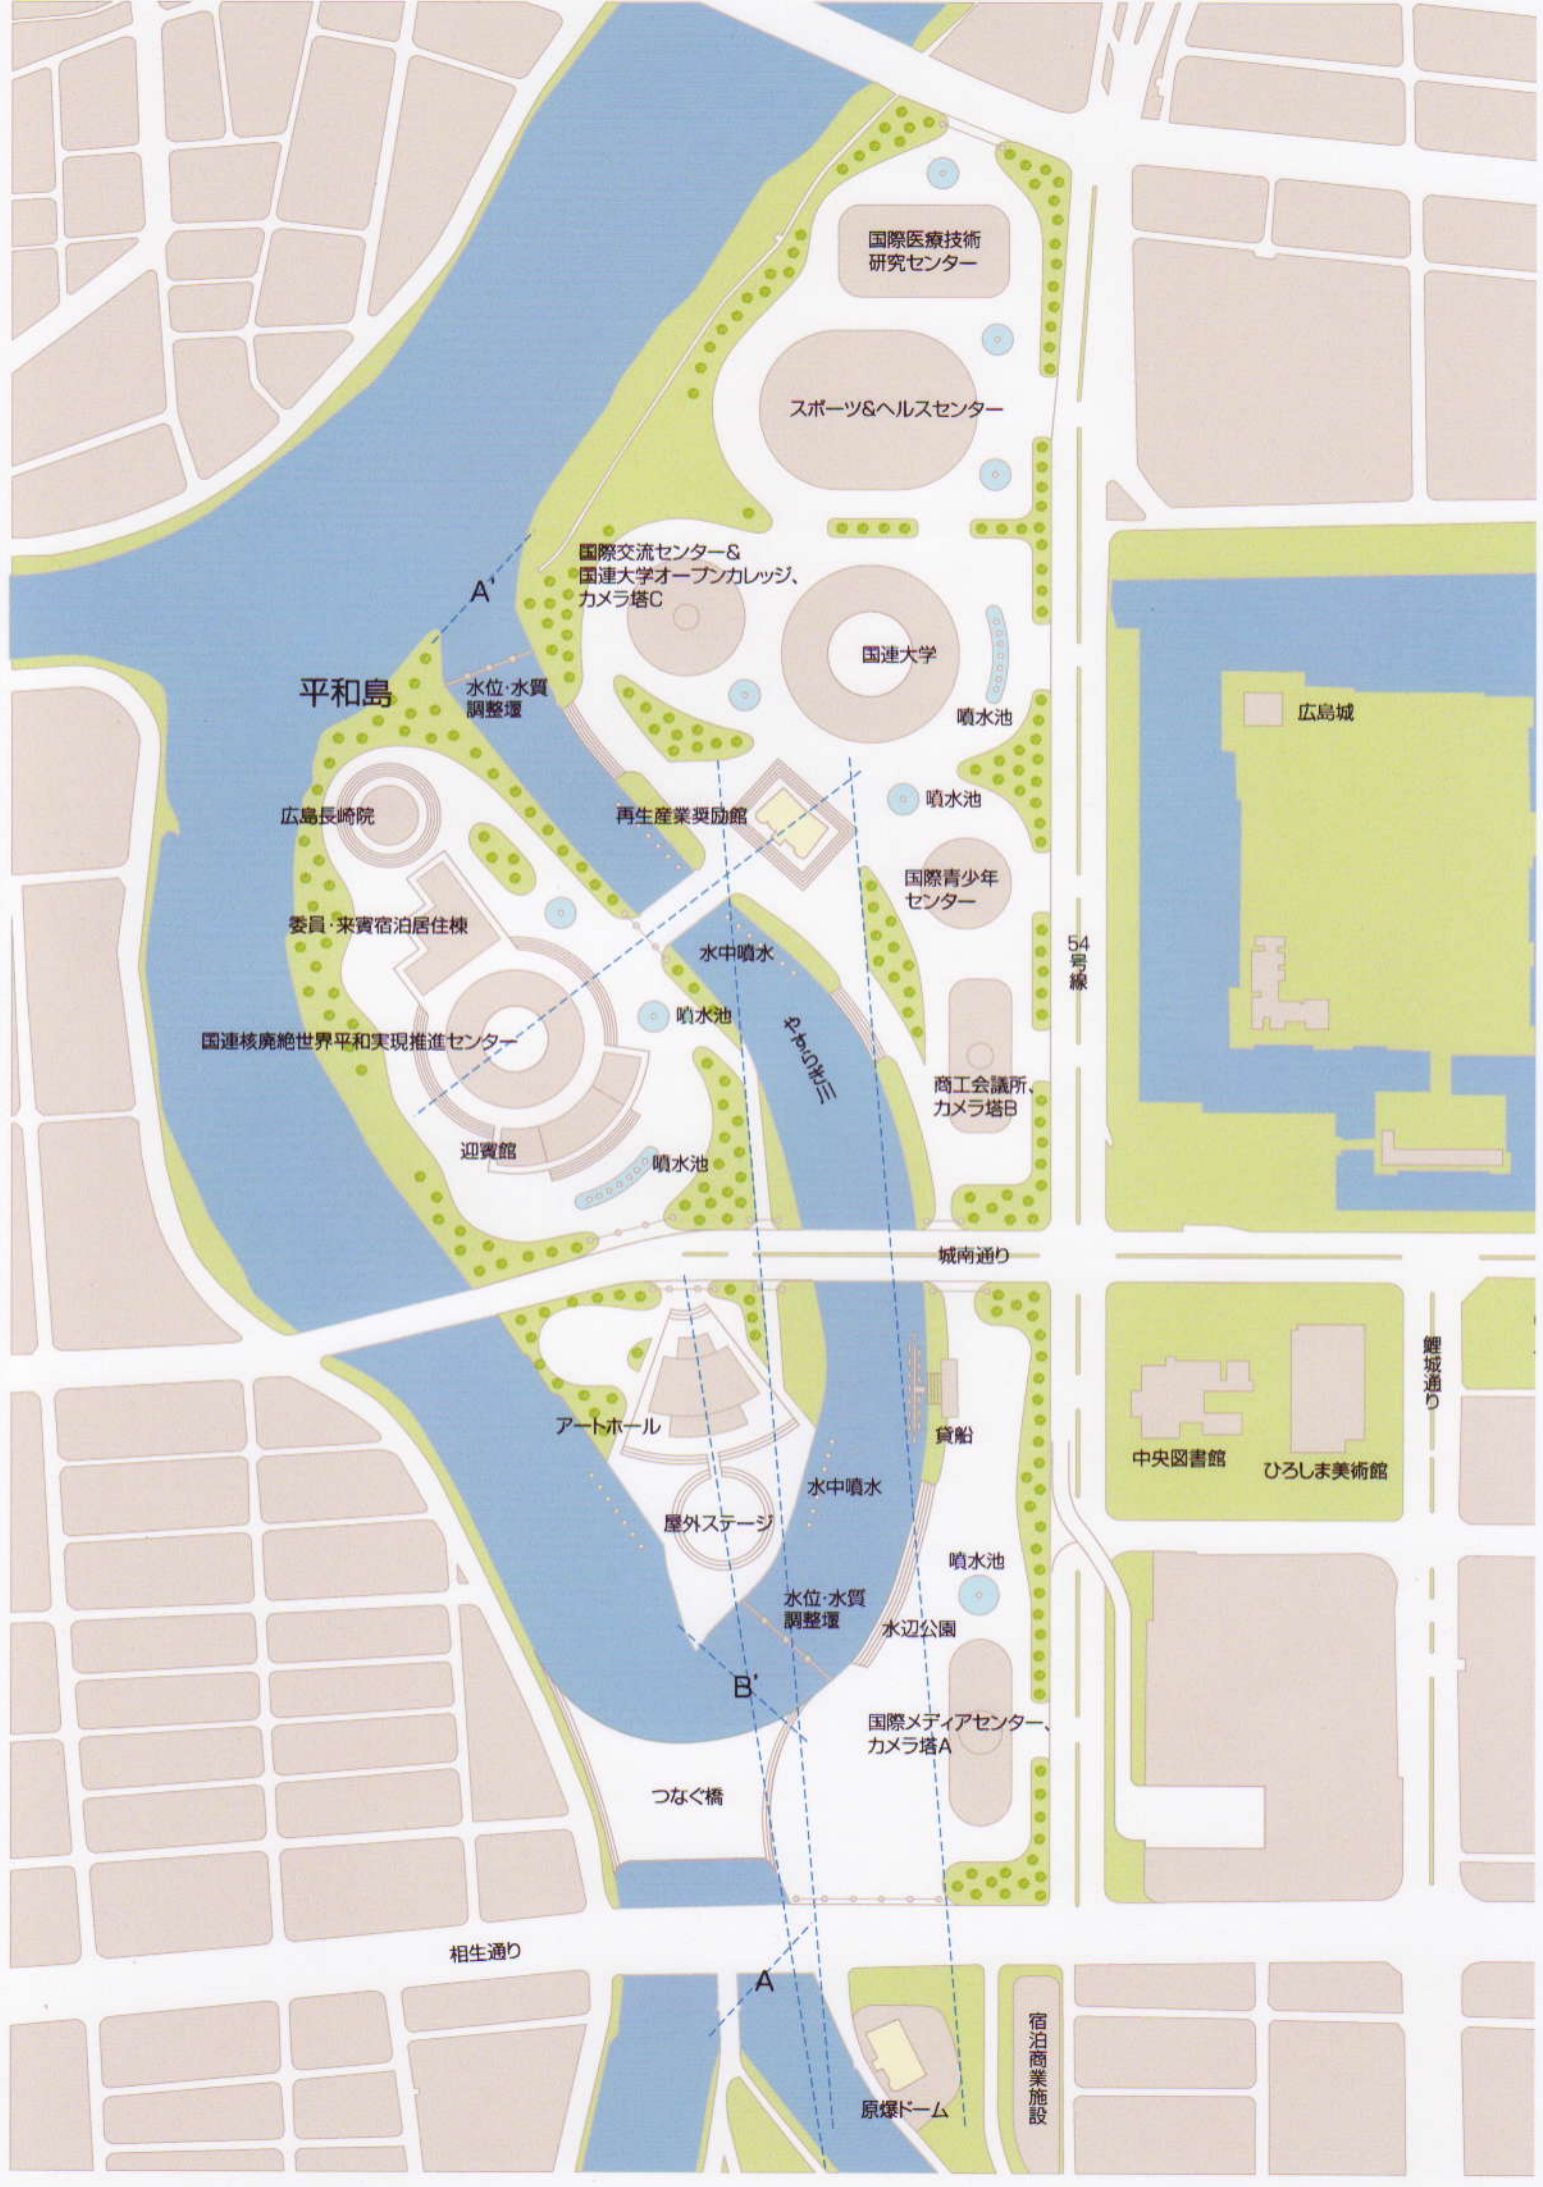 国際医療技術
研究センター
スポーツ&ヘルスセンター
国際交流センター&
国連大学オープンカレッジ、
カメラ塔C
A'
国連大学
平和島
水位・水質
調整堰
噴水池
広島城
広島長崎院
再生産業奨励館
噴水池
国際青少年
センター
委員・来賓宿泊居住棟
水中噴水
54号線
噴水池
やすらぎ川
国連核廃絶世界平和実現推進センター
商工会議所、
カメラ塔B
迎賓館
噴水池
城南通り
鯉城通り
アートホール
貸船
中央図書館
ひろしま美術館
水中噴水
屋外ステージ
噴水池
水位・水質
調整堰
水辺公園
B'
国際メディアセンター、
カメラ塔A
つなぐ橋
相生通り
A
宿泊商業施設
原爆ドーム